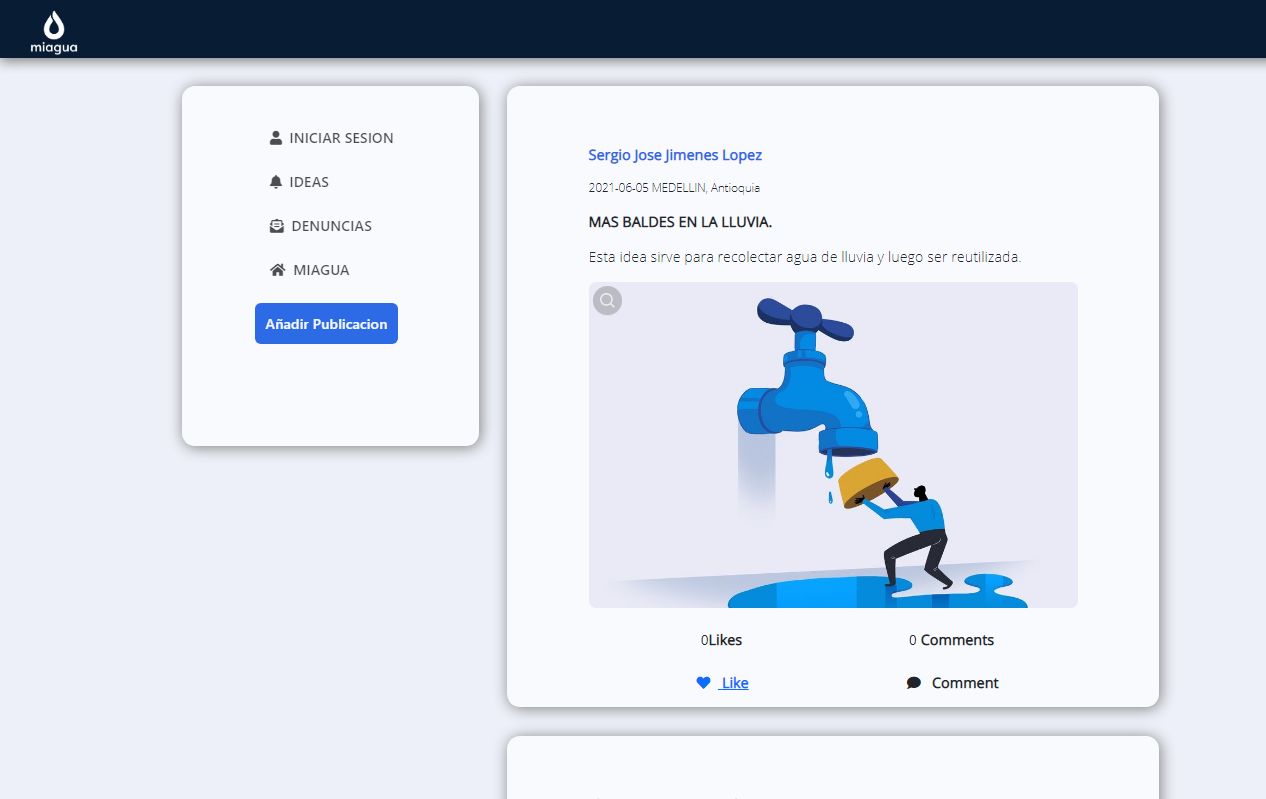 miagua
INICIAR SESION
IDEAS
DENUNCIAS
MIAGUA
Añadir Publicacion
Sergio Jose Jimenes Lopez
2021-06-05 MEDELLIN, Antioquia
MAS BALDES EN LA LLUVIA.
Esta idea sirve para recolectar agua de lluvia y luego ser reutilizada.
0Likes
0 Comments
Like
Comment